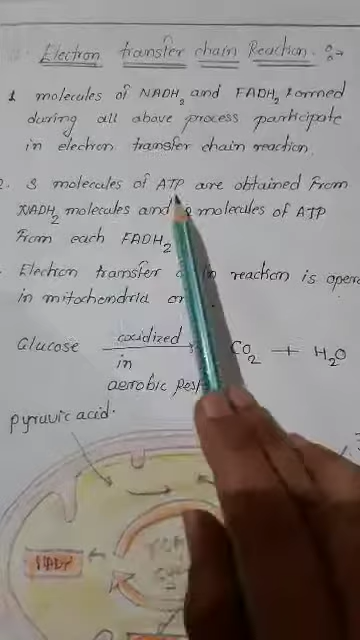 Electron transfer chain Reaction :-
1 molecules of NADH2 and FADH2 formed
during all above process participate
in electron transfer chain reaction.
2. 3 molecules of ATP are obtained from
NADH2 molecules and 2 molecules of ATP
from each FADH2
Electron transfer reaction is
in mitochondria
Glucose oxidized in aerobic CO2 + H2O
pyruvic acid.